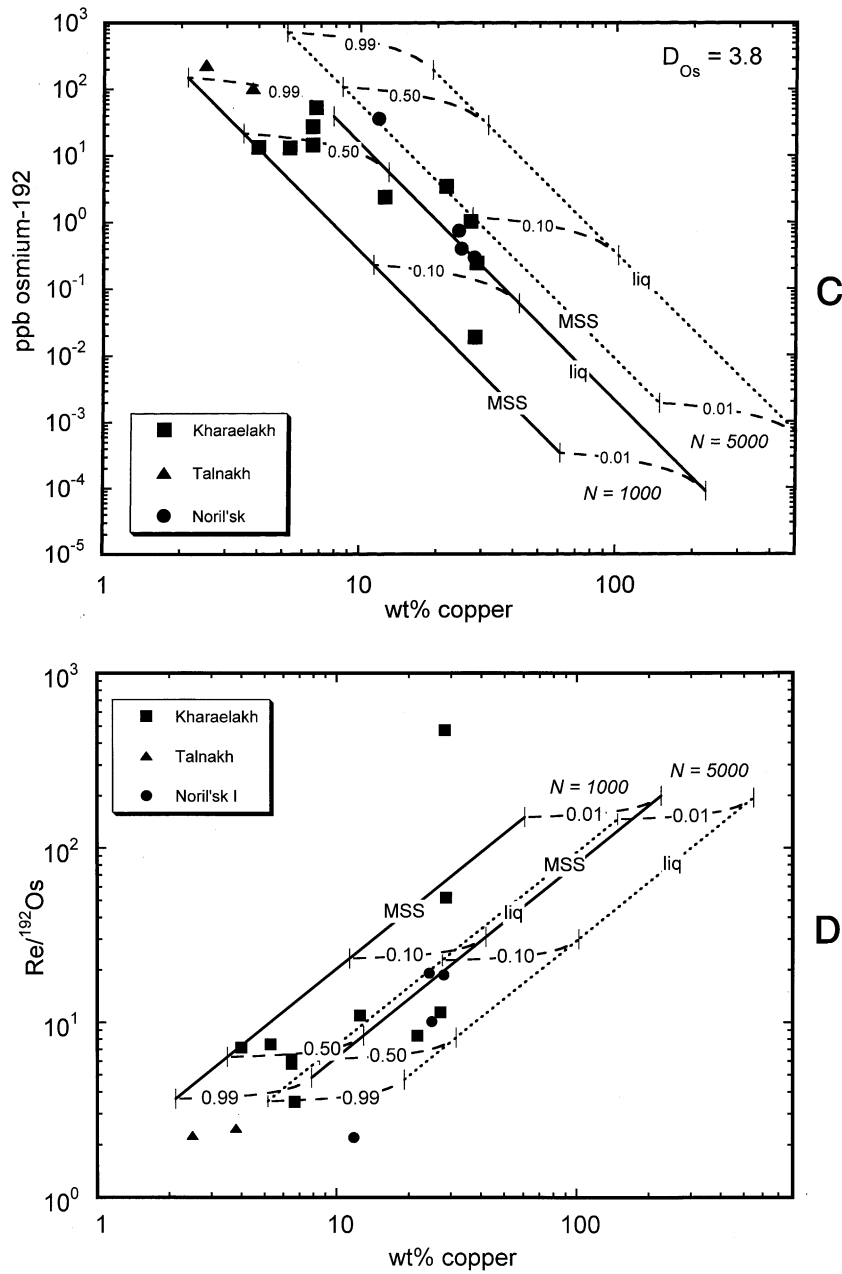 10³
D_Os = 3.8
0.99
10²
0.99
0.50
10¹
0.50
10⁰
0.10
0.10
liq
10⁻¹
MSS
C
10⁻²
liq
MSS
10⁻³
0.01
N = 5000
0.01
N = 1000
10⁻⁴
10⁻⁵
ppb osmium-192
Kharaelakh
Talnakh
Noril'sk
1
10
100
wt% copper
10³
Kharaelakh
Talnakh
Noril'sk I
N = 1000
N = 5000
0.01
0.01
10²
MSS
liq
MSS
liq
D
0.10
0.10
10¹
0.50
0.50
0.99
0.99
10⁰
Re/¹⁹²Os
1
10
100
wt% copper